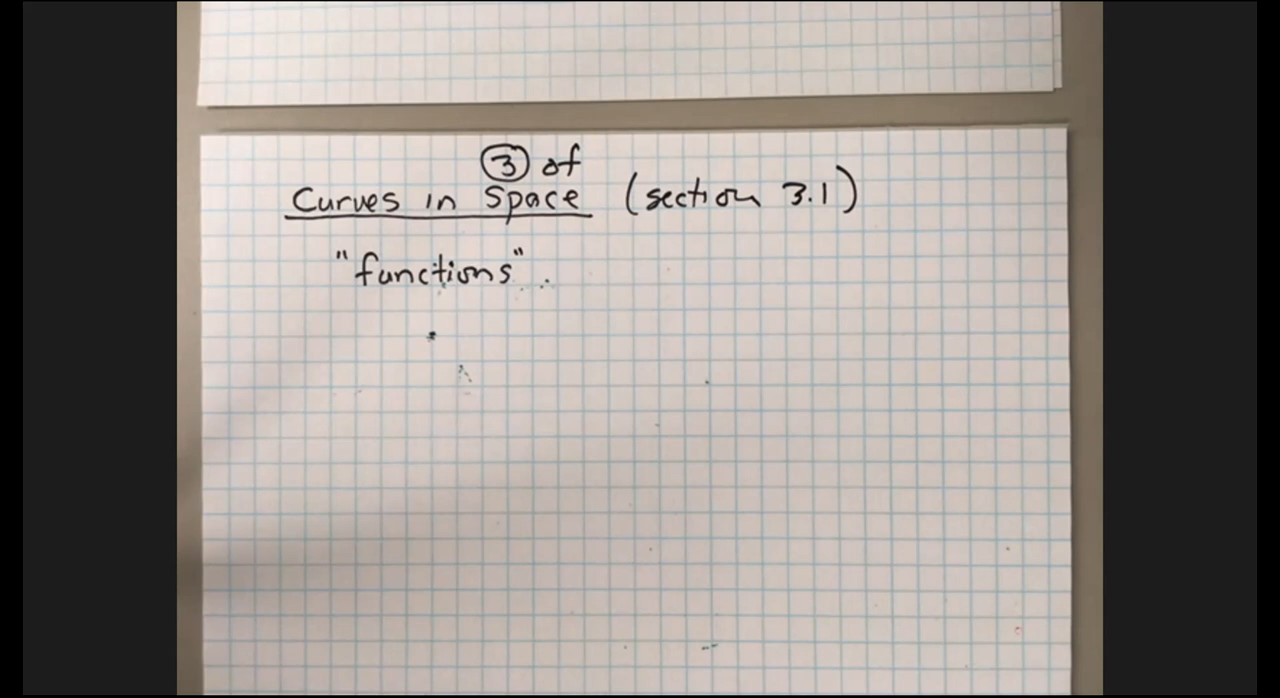 ③ of
Curves in Space (section 3.1)
"functions".